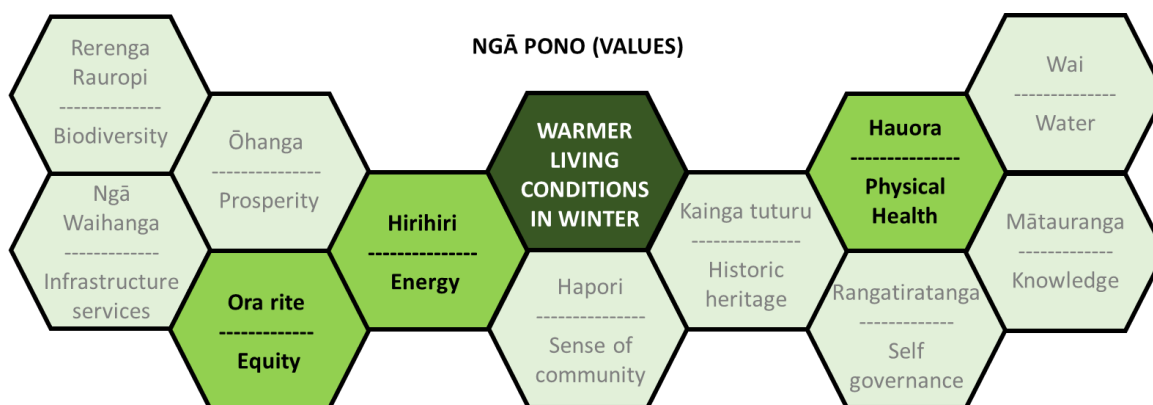 NGĀ PONO (VALUES)
Rerenga
Rauropi
--------------
Biodiversity
Ngā
Waihanga
-------------
Infrastructure
services
Ōhanga
---------------
Prosperity
Ora rite
-------------
Equity
Hirihiri
---------------
Energy
WARMER
LIVING
CONDITIONS
IN WINTER
Hapori
---------------
Sense of
community
Kainga tuturu
---------------
Historic
heritage
Hauora
---------------
Physical
Health
Rangatiratanga
-------------
Self
governance
Wai
--------------
Water
Mātauranga
-------------
Knowledge